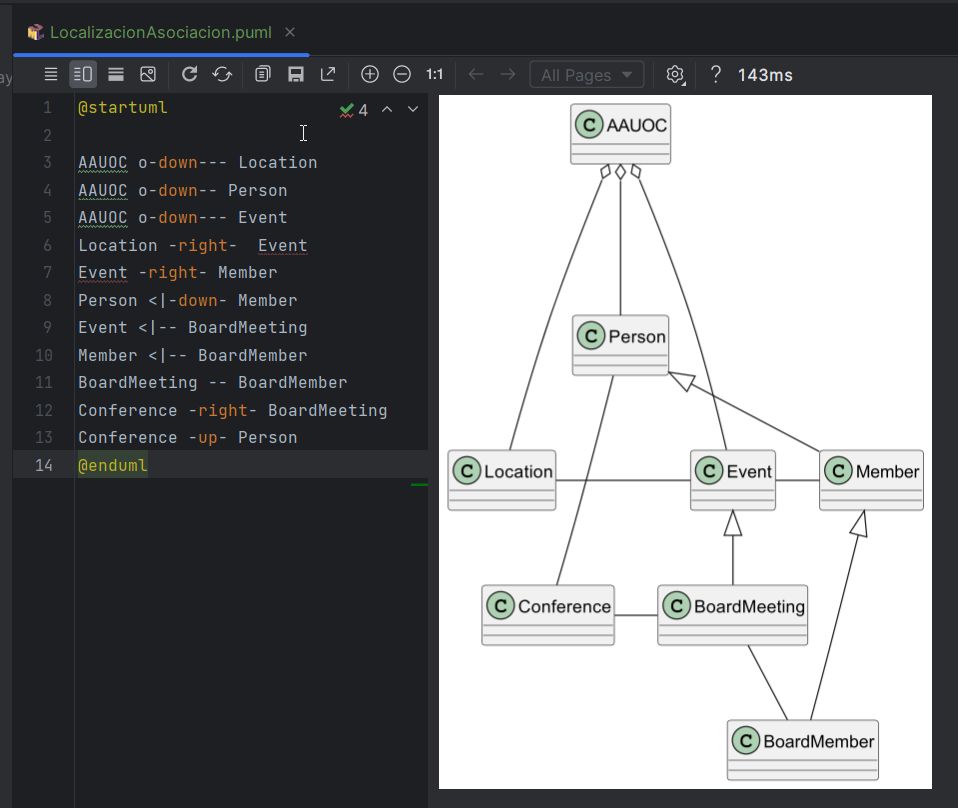 LocalizacionAsociacion.puml
ay
1:1
All Pages
?
143ms
4
1 @startuml
2
3 AAUOC o-down--- Location
4 AAUOC o-down-- Person
5 AAUOC o-down--- Event
6 Location -right-  Event
7 Event -right- Member
8 Person <|-down- Member
9 Event <|-- BoardMeeting
10 Member <|-- BoardMember
11 BoardMeeting -- BoardMember
12 Conference -right- BoardMeeting
13 Conference -up- Person
14 @enduml
C AAUOC
C Person
C Location
C Event
C Member
C Conference
C BoardMeeting
C BoardMember